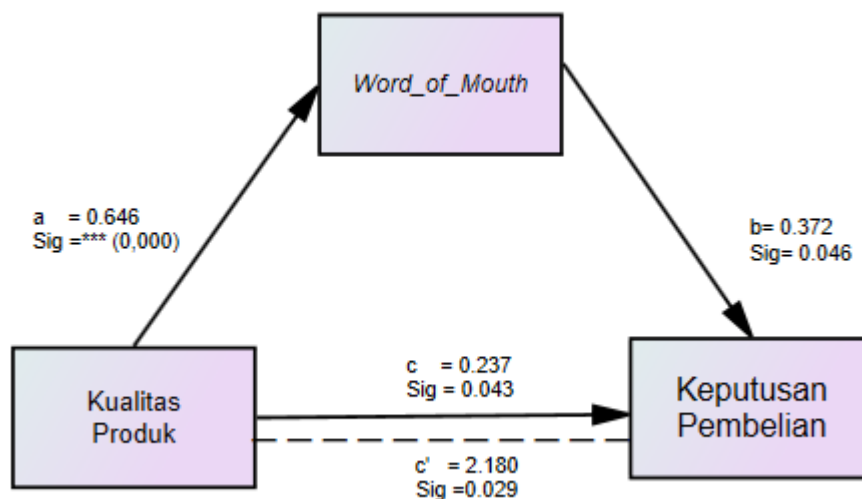 Word_of_Mouth
a = 0.646
Sig =*** (0,000)
b= 0.372
Sig= 0.046
Kualitas
Produk
c = 0.237
Sig = 0.043
Keputusan
Pembelian
c' = 2.180
Sig =0.029